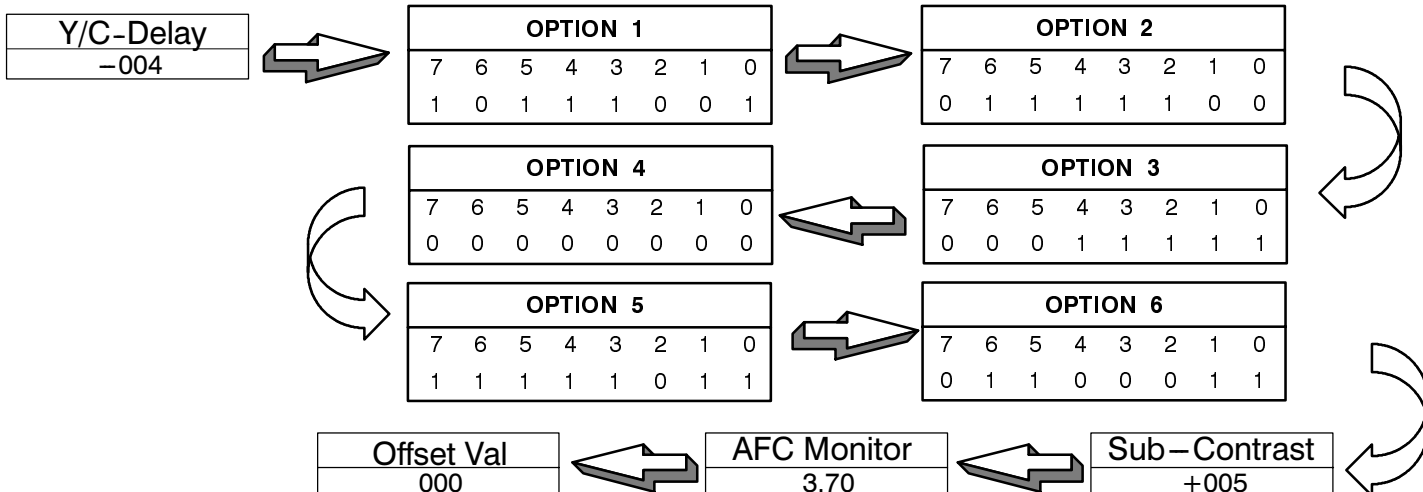 Y/C-Delay
−004
OPTION 1
7 6 5 4 3 2 1 0
1 0 1 1 1 0 0 1
OPTION 2
7 6 5 4 3 2 1 0
0 1 1 1 1 1 0 0
OPTION 3
7 6 5 4 3 2 1 0
0 0 0 1 1 1 1 1
OPTION 4
7 6 5 4 3 2 1 0
0 0 0 0 0 0 0 0
OPTION 5
7 6 5 4 3 2 1 0
1 1 1 1 1 0 1 1
OPTION 6
7 6 5 4 3 2 1 0
0 1 1 0 0 0 1 1
Sub−Contrast
+005
AFC Monitor
3.70
Offset Val
000